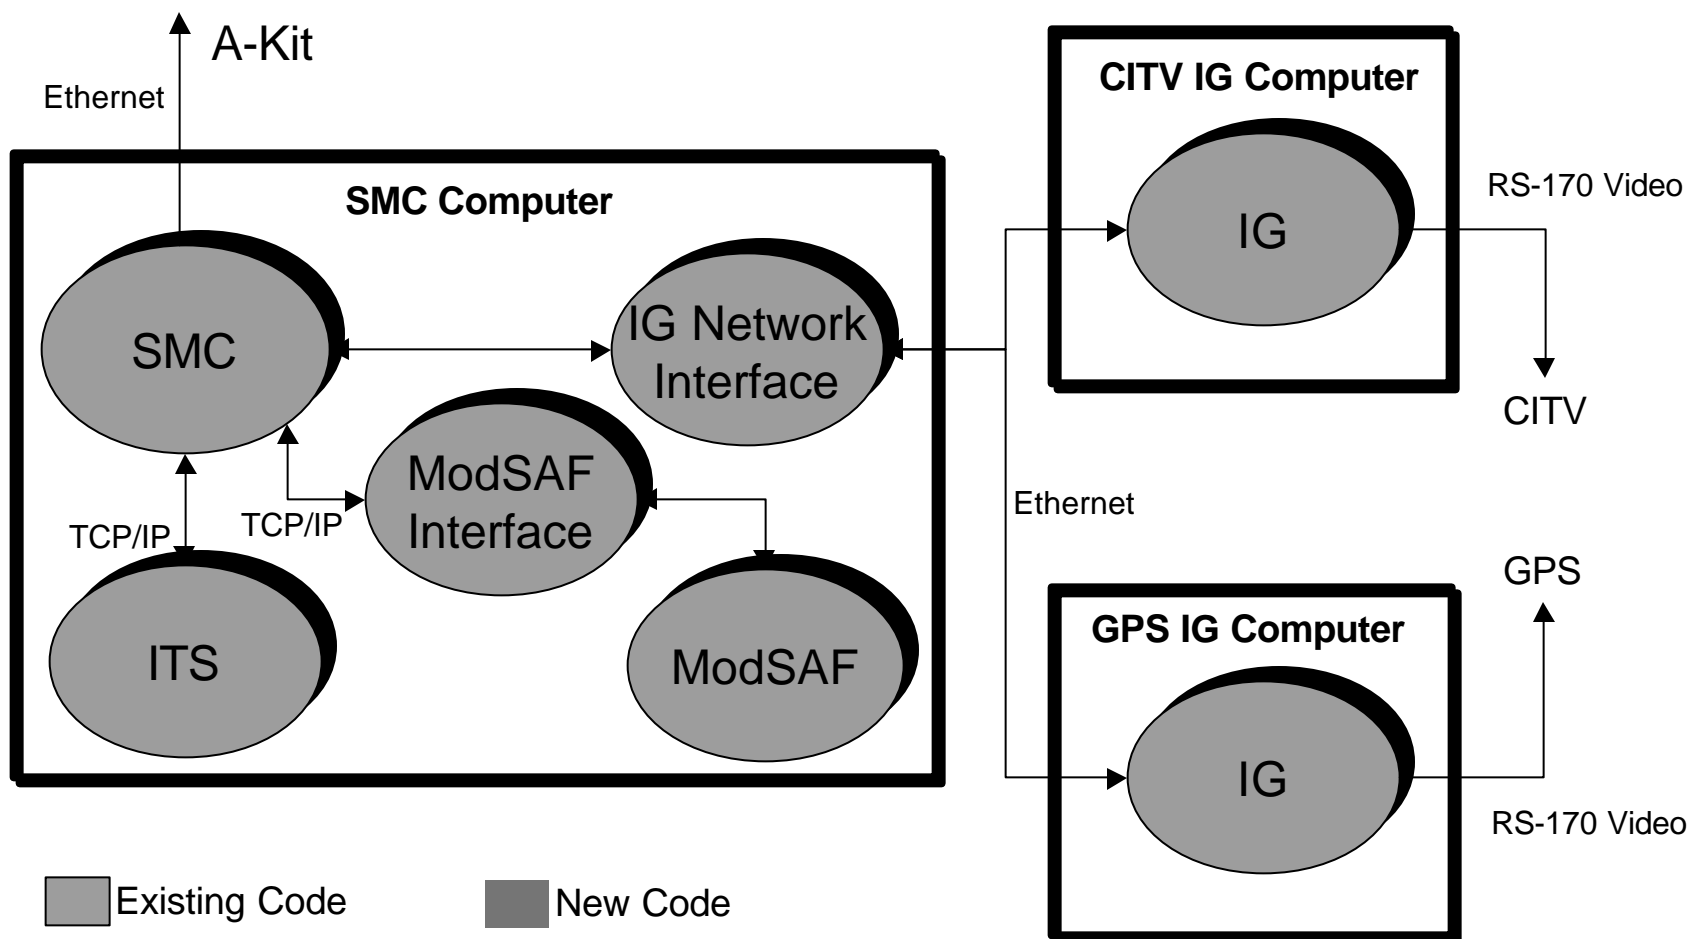 A-Kit
Ethernet
SMC Computer
SMC
IG Network
Interface
ModSAF
Interface
TCP/IP
TCP/IP
ITS
ModSAF
CITV IG Computer
IG
RS-170 Video
CITV
Ethernet
GPS
GPS IG Computer
IG
RS-170 Video
Existing Code
New Code